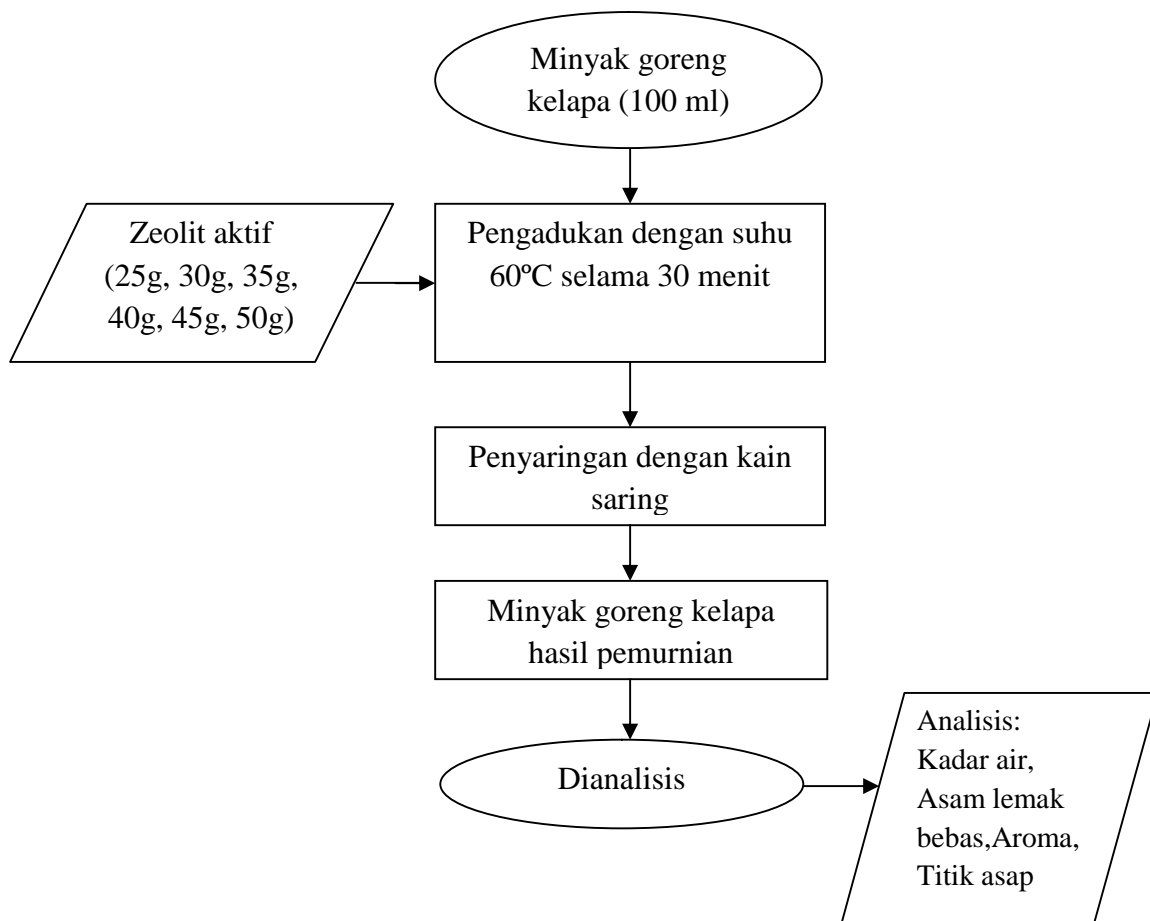 Minyak goreng
kelapa (100 ml)
Zeolit aktif
(25g, 30g, 35g,
40g, 45g, 50g)
Pengadukan dengan suhu
60ºC selama 30 menit
Penyaringan dengan kain
saring
Minyak goreng kelapa
hasil pemurnian
Dianalisis
Analisis:
Kadar air,
Asam lemak
bebas,Aroma,
Titik asap